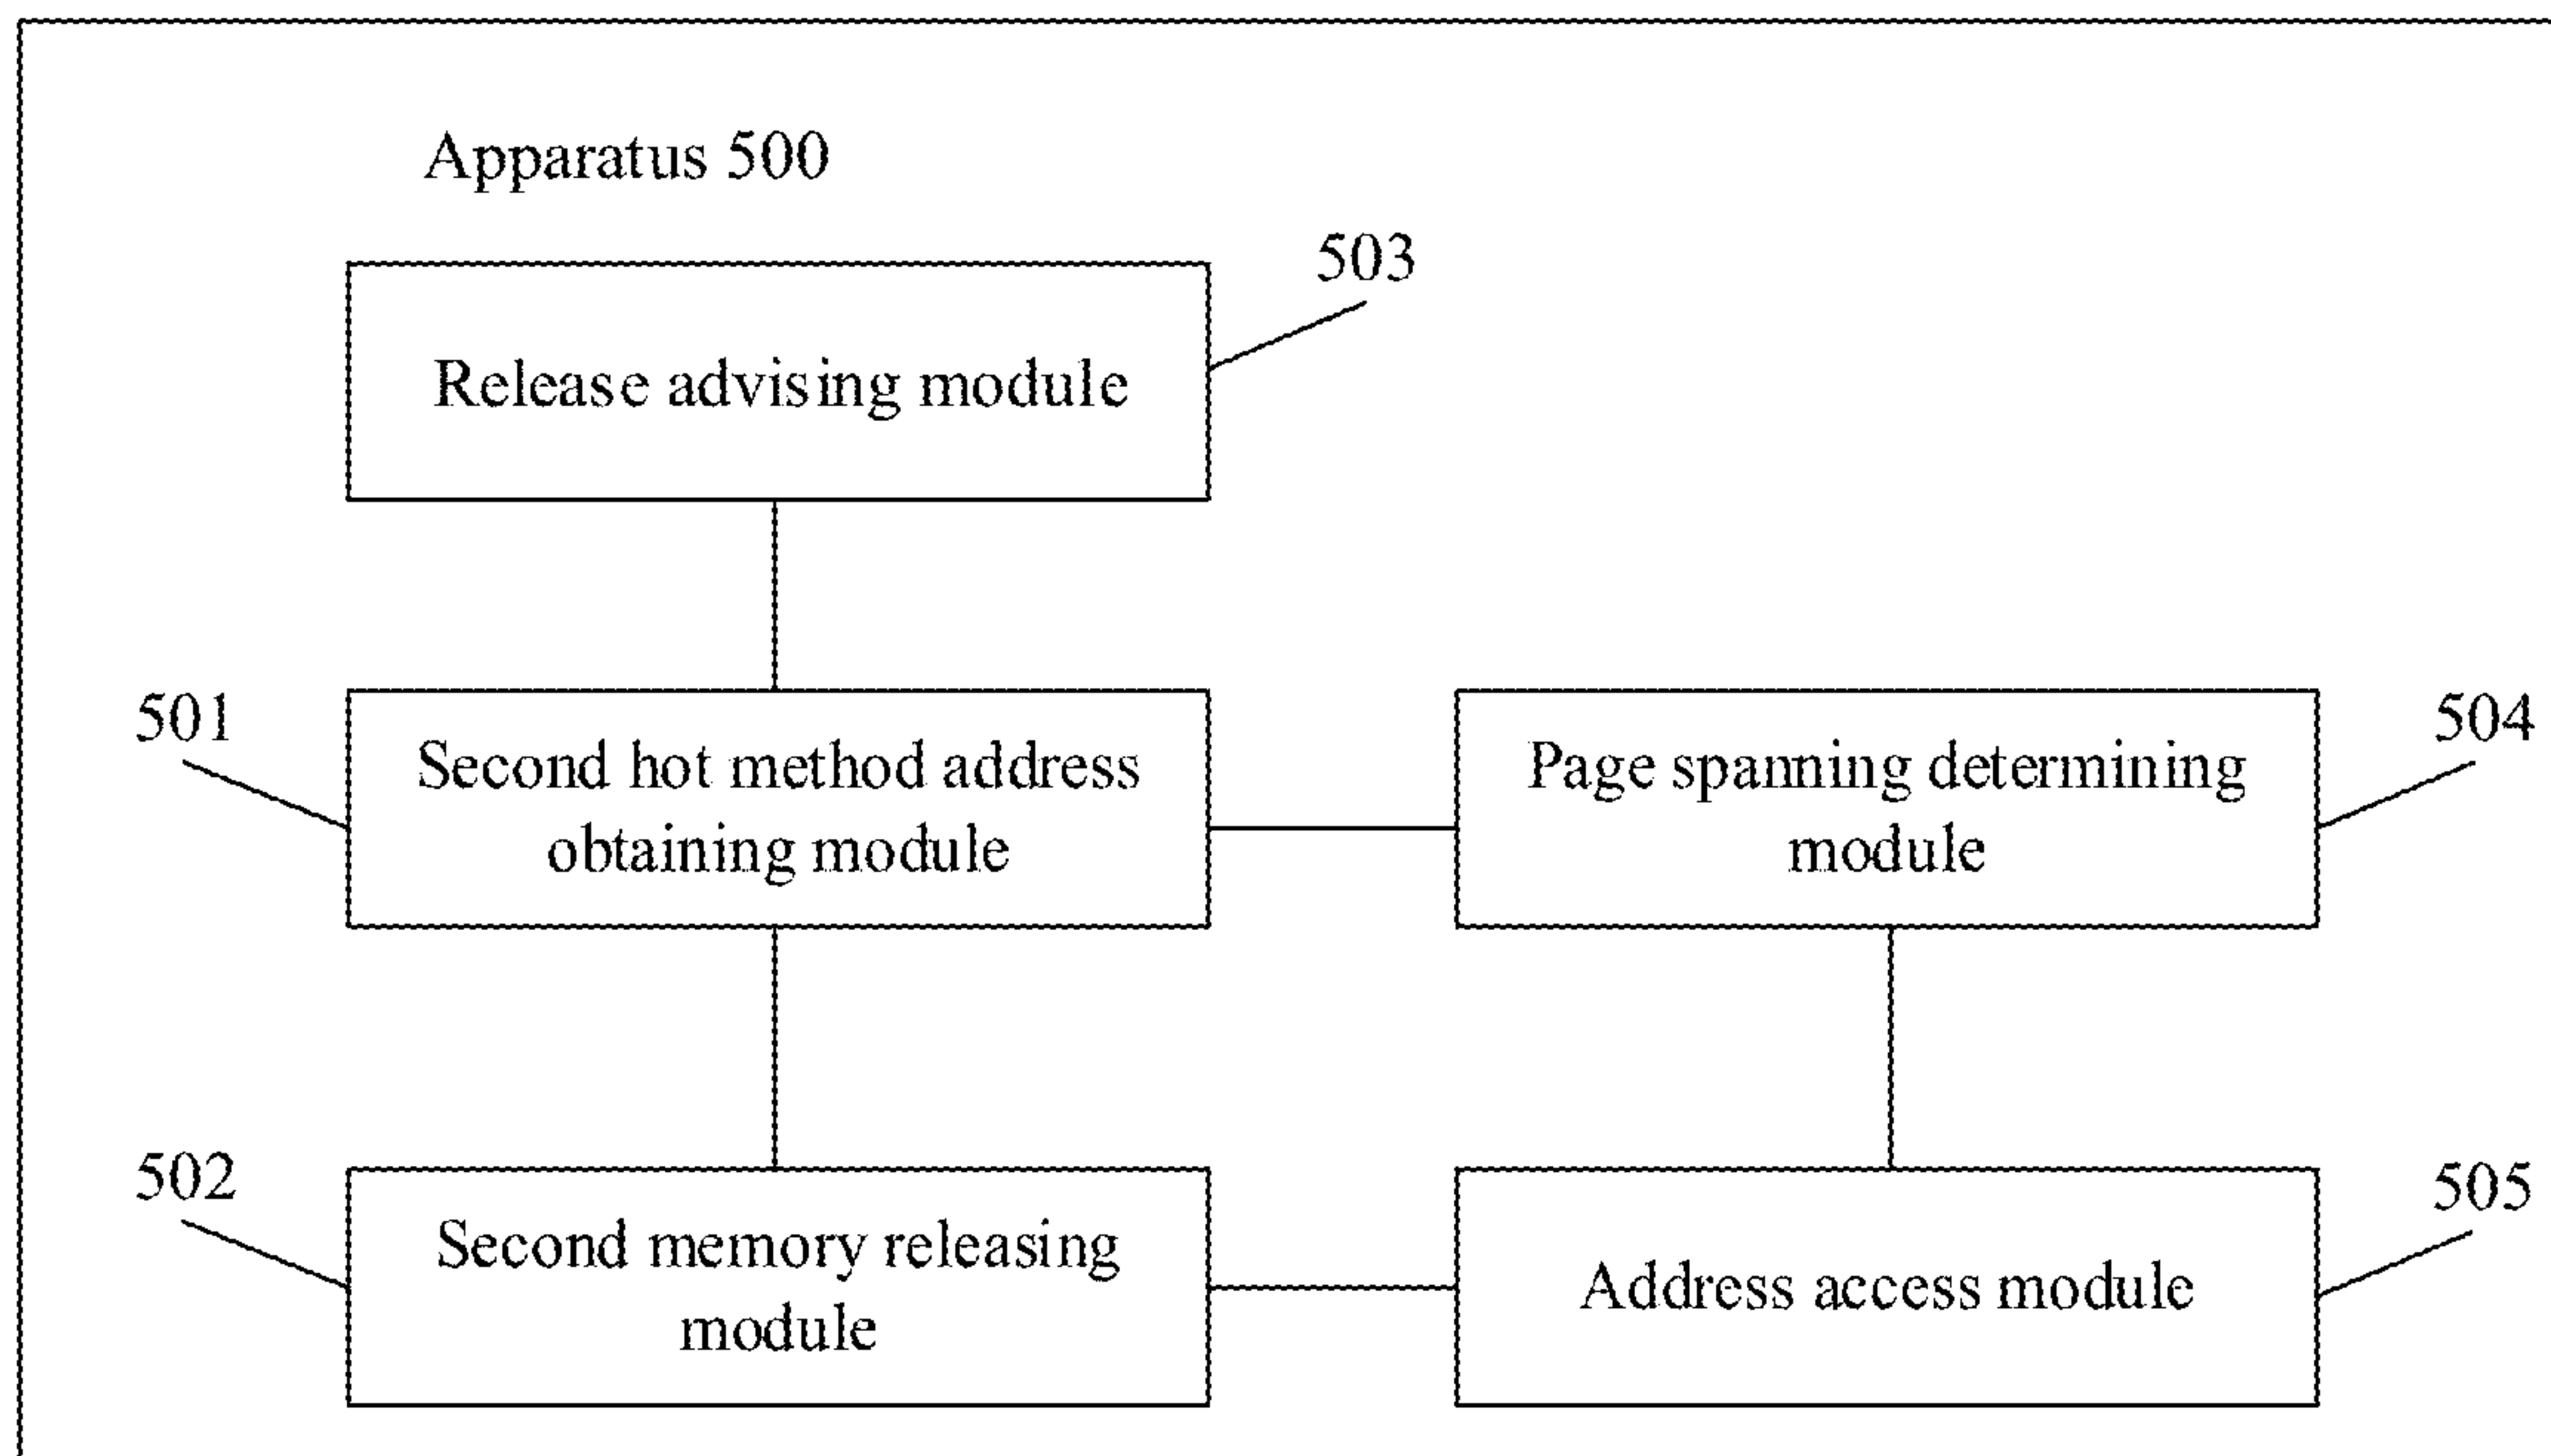 Apparatus 500
503
Release advising module
501
Second hot method address
obtaining module
Page spanning determining
module
504
502
Second memory releasing
module
Address access module
505